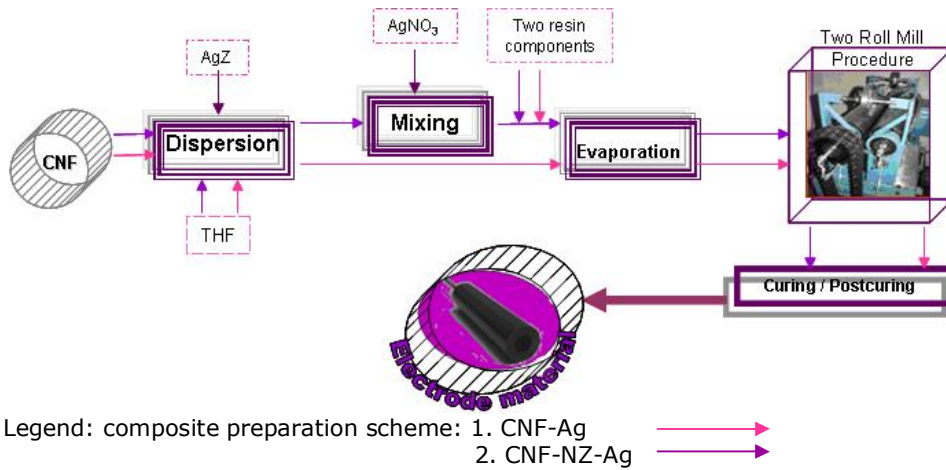 AgZ
AgNO₃
Two resin
components
Two Roll Mill
Procedure
CNF
Dispersion
Mixing
Evaporation
THF
Curing / Postcuring
Electrode material
Legend: composite preparation scheme: 1. CNF-Ag
2. CNF-NZ-Ag